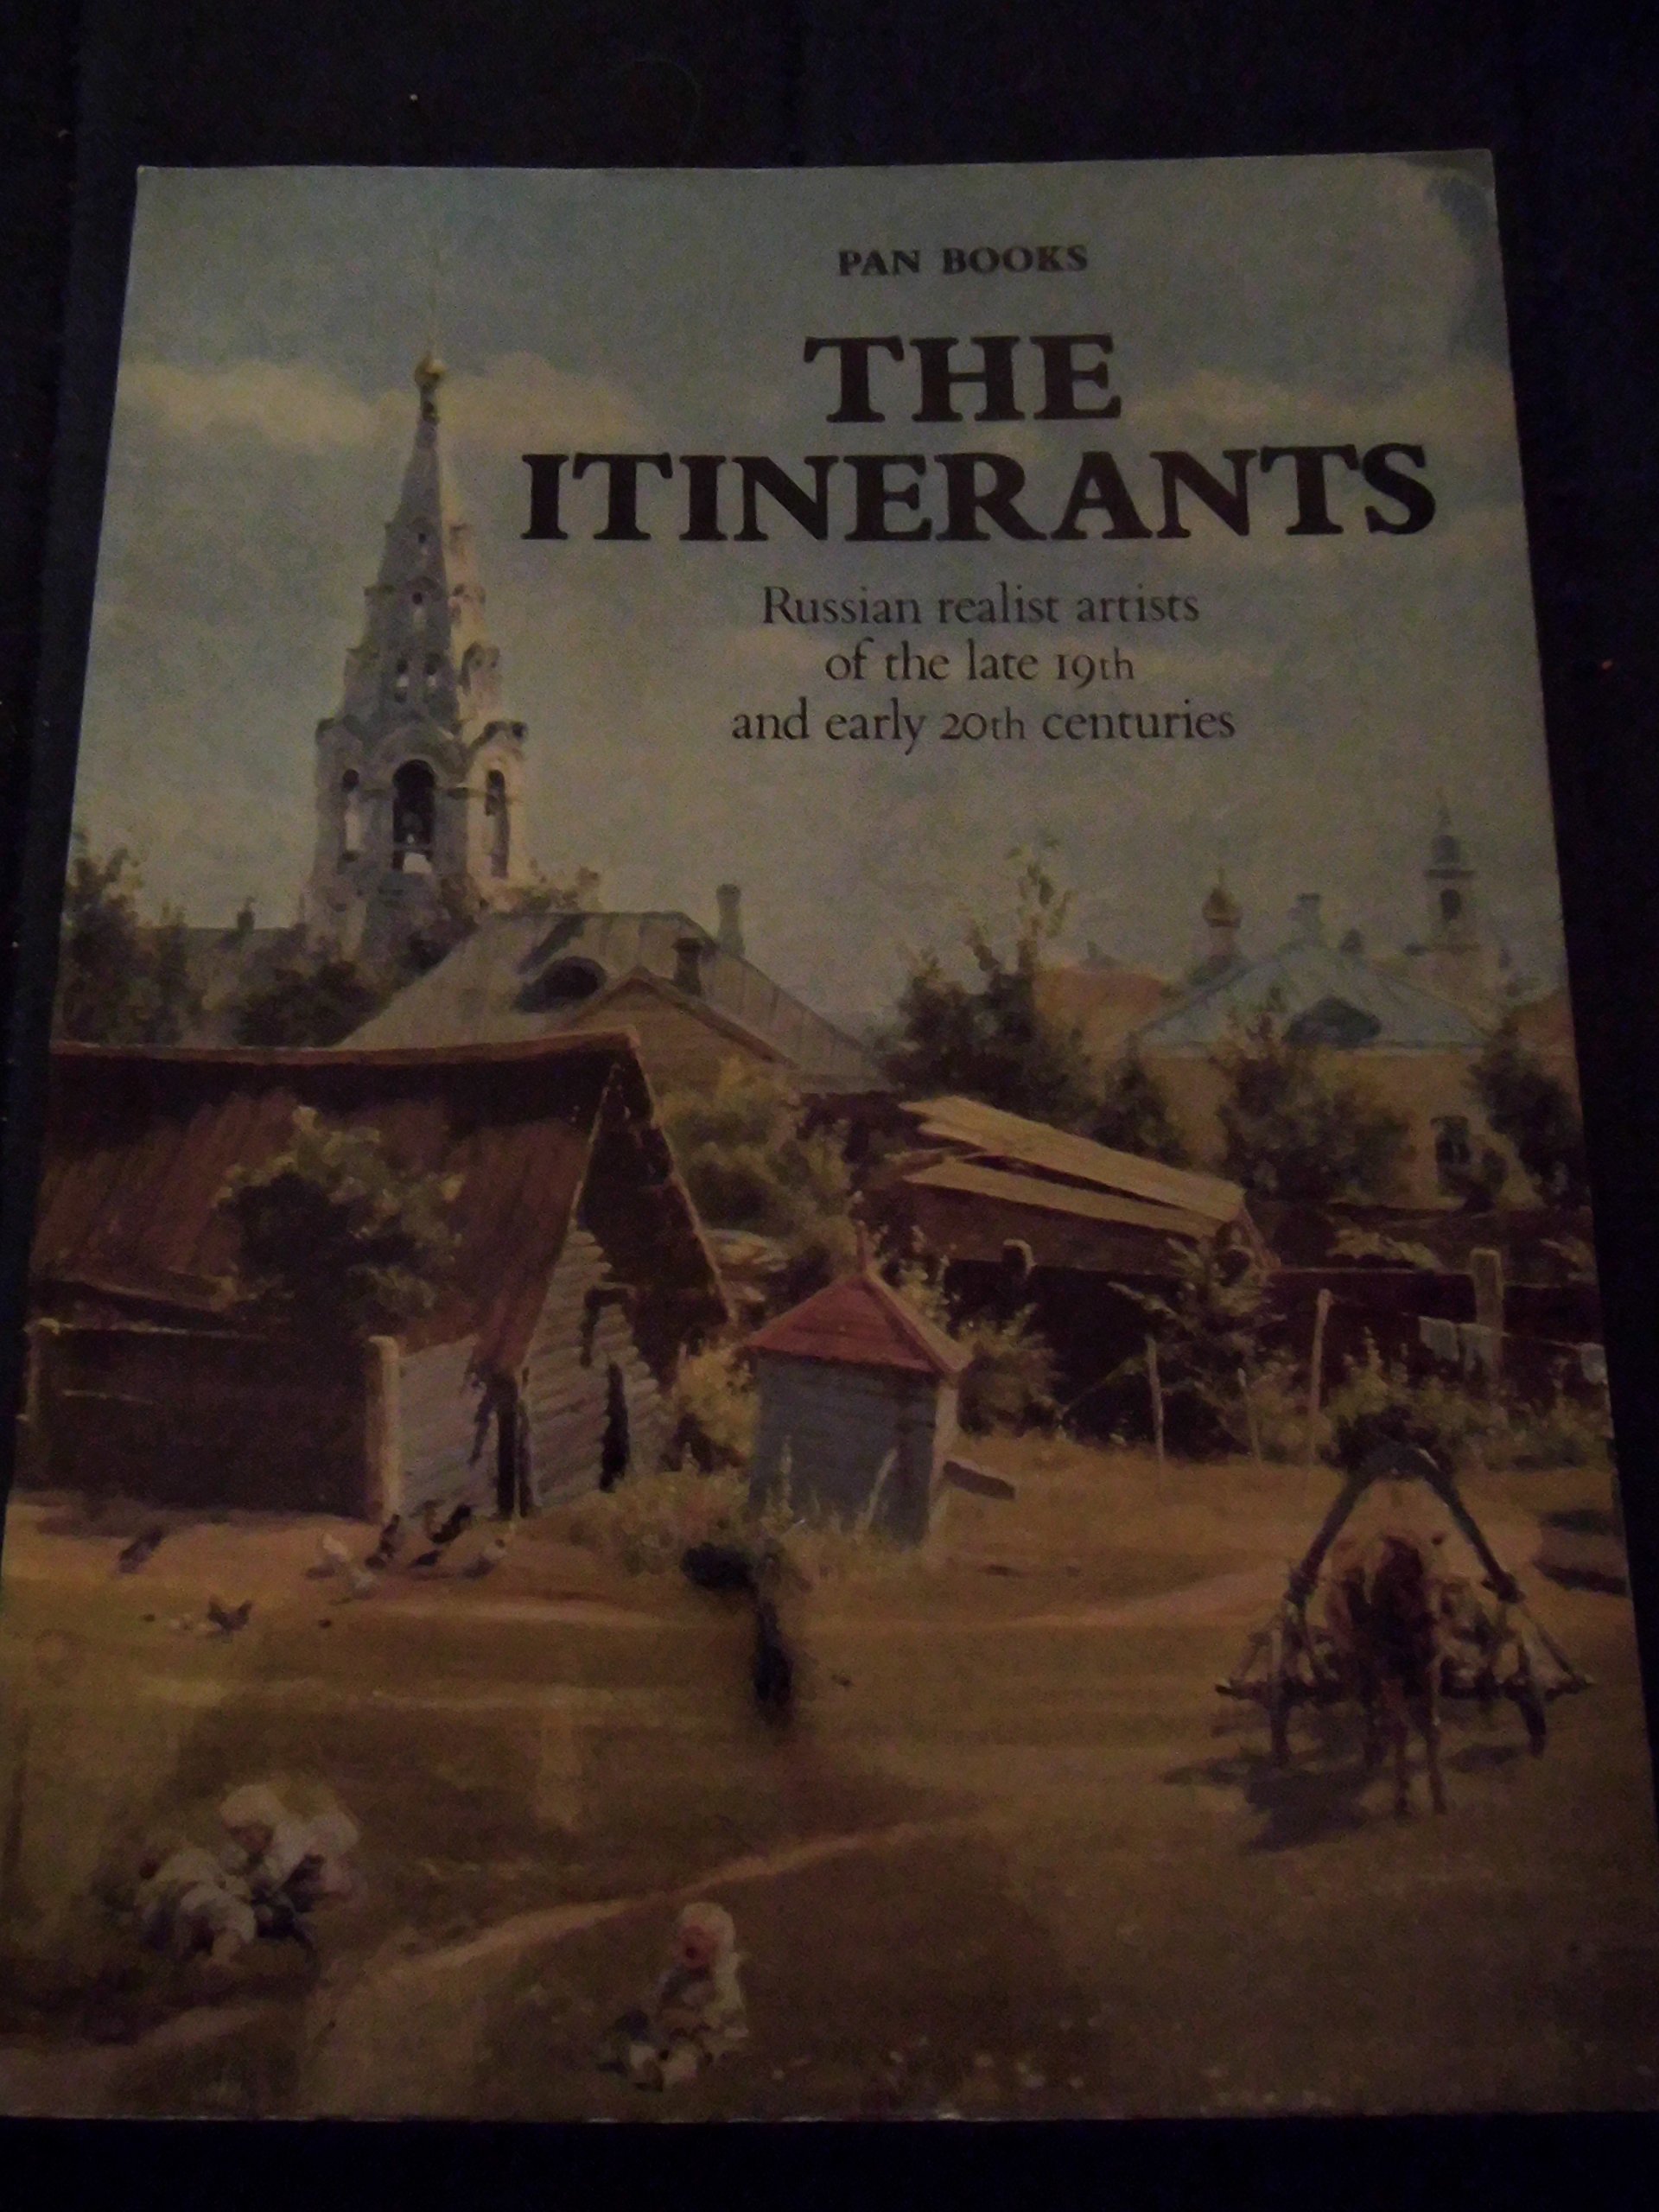 PAN BOOKS
THE
ITINERANTS
Russian realist artists
of the late 19th
and early 20th centuries